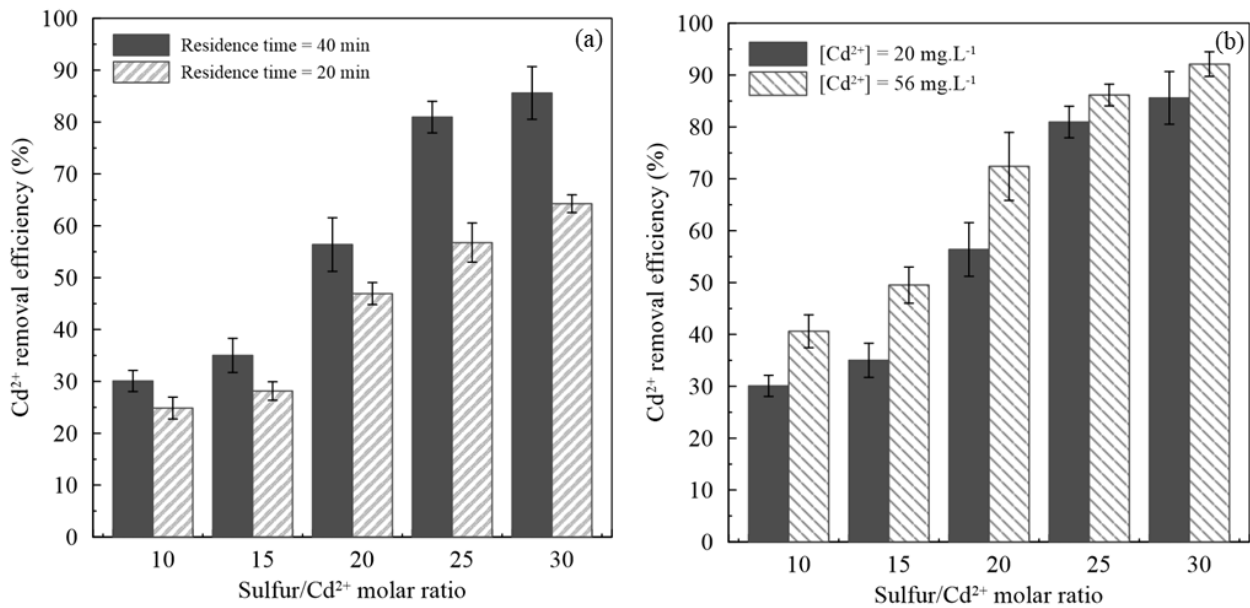 (a)
Residence time = 40 min
Residence time = 20 min
Cd²⁺ removal efficiency (%)
100
90
80
70
60
50
40
30
20
10
0
10 15 20 25 30
Sulfur/Cd²⁺ molar ratio
(b)
[Cd²⁺] = 20 mg.L⁻¹
[Cd²⁺] = 56 mg.L⁻¹
Cd²⁺ removal efficiency (%)
100
90
80
70
60
50
40
30
20
10
0
10 15 20 25 30
Sulfur/Cd²⁺ molar ratio